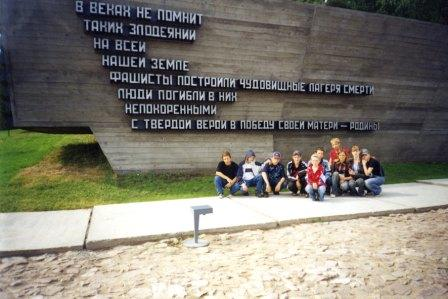 В ВЕКАХ НЕ ПОМНИТ
ТАКИХ ЗЛОДЕЯНИЙ
НА ВСЕЙ
НАШЕЙ ЗЕМЛЕ
ФАШИСТЫ ПОСТРОИЛИ ЧУДОВИЩНЫЕ ЛАГЕРЯ СМЕРТИ
ЛЮДИ ПОГИБЛИ В НИХ
НЕПОКОРЕННЫМИ
С ТВЕРДОЙ ВЕРОЙ В ПОБЕДУ СВОЕЙ МАТЕРИ — РОДИНЫ